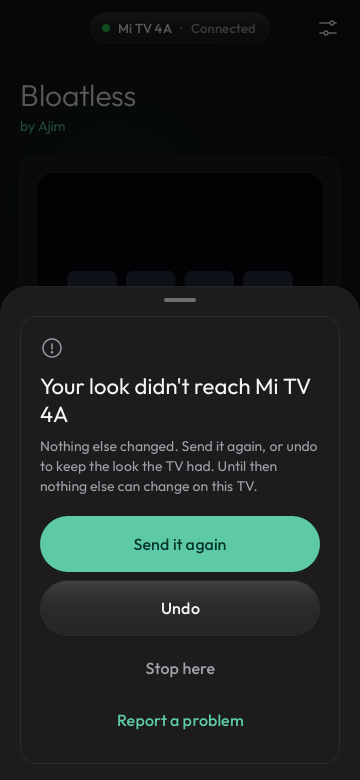 Mi TV 4A · Connected
Bloatless
by Ajim
Your look didn't reach Mi TV
4A
Nothing else changed. Send it again, or undo
to keep the look the TV had. Until then
nothing else can change on this TV.
Send it again
Undo
Stop here
Report a problem